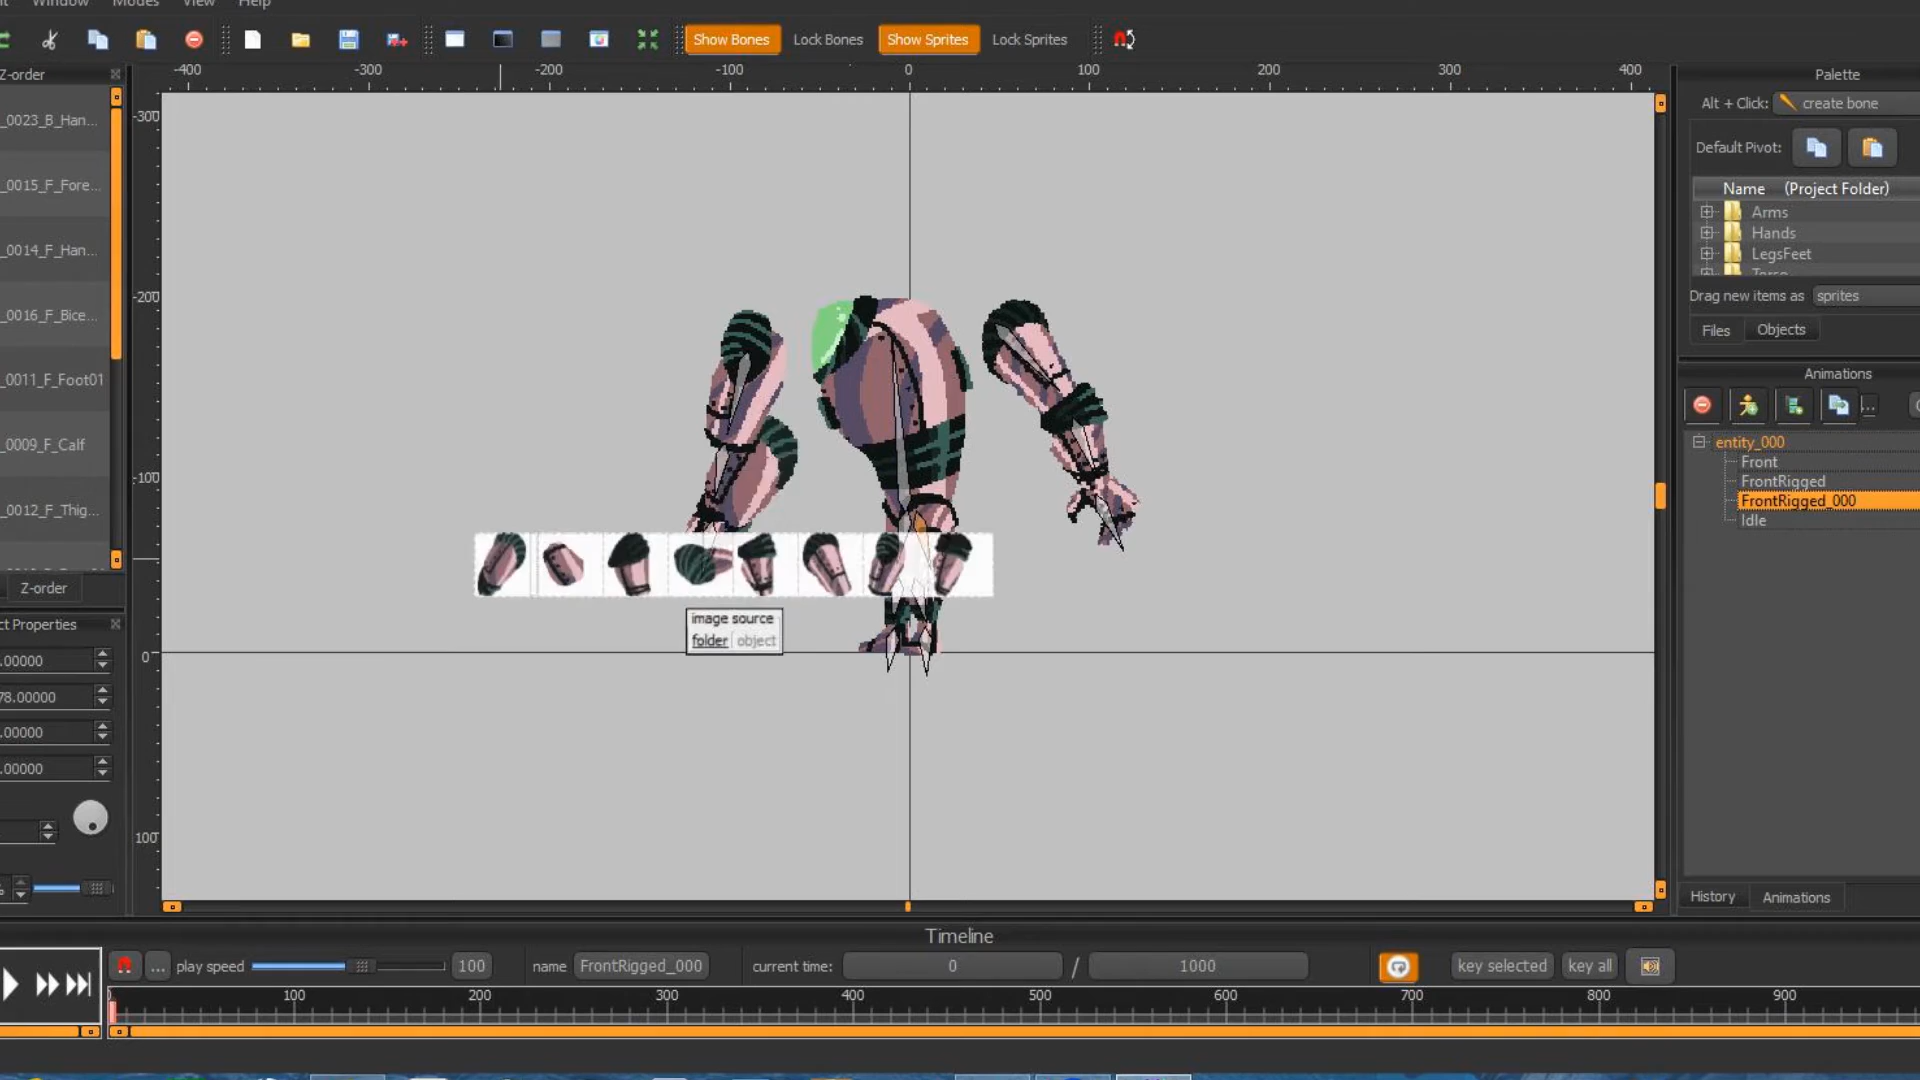 Window Modes View Help
Show Bones Lock Bones Show Sprites Lock Sprites
Z-order
-400 -300 -200 -100 0 100 200 300 400
Palette
Alt + Click: create bone
Default Pivot:
Name (Project Folder)
Arms
Hands
LegsFeet
Torso
Drag new items as sprites
Files Objects
Animations
entity_000
Front
FrontRigged
FrontRigged_000
Idle
History Animations
_0023_B_Han...
_0015_F_Fore...
_0014_F_Han...
_0016_F_Bice...
_0011_F_Foot01
_0009_F_Calf
_0012_F_Thig...
Z-order
ct Properties
.00000
78.00000
.00000
.00000
%
-300
-200
-100
0
100
image source
folder object
Timeline
... play speed 100 name FrontRigged_000 current time: 0 / 1000 key selected key all
100 200 300 400 500 600 700 800 900